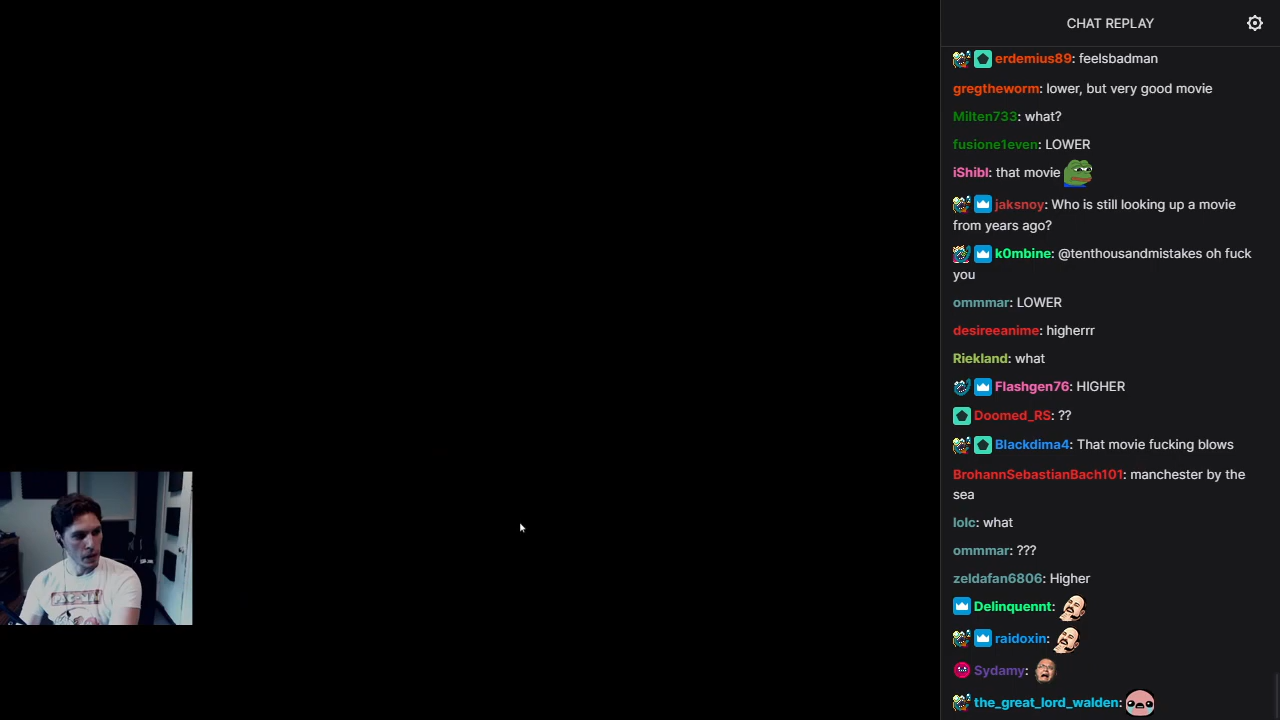 CHAT REPLAY
erdemius89: feelsbadman
gregtheworm: lower, but very good movie
Milten733: what?
fusione1even: LOWER
iShibl: that movie
jaksnoy: Who is still looking up a movie
from years ago?
k0mbine: @tenthousandmistakes oh fuck
you
ommmar: LOWER
desireeanime: higherrr
Riekland: what
Flashgen76: HIGHER
Doomed_RS: ??
Blackdima4: That movie fucking blows
BrohannSebastianBach101: manchester by the
sea
lolc: what
ommmar: ???
zeldafan6806: Higher
Delinquennt:
raidoxin:
Sydamy:
the_great_lord_walden: